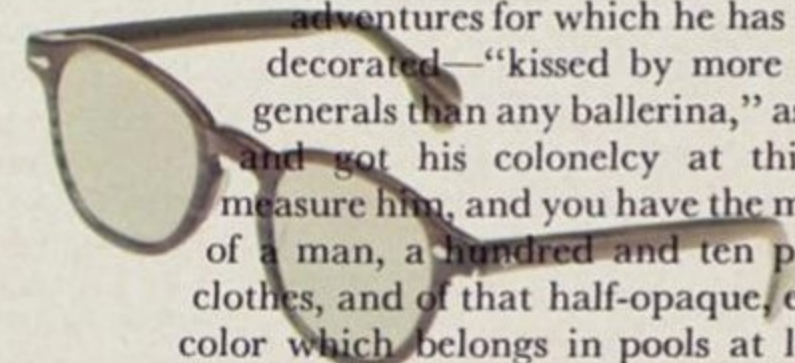 adventures for which he has
decorated—“kissed by more
generals than any ballerina,”
and got his colonelcy at
measure him, and you have the
of a man, a hundred and ten
clothes, and of that half-opaque,
color which belongs in pools at